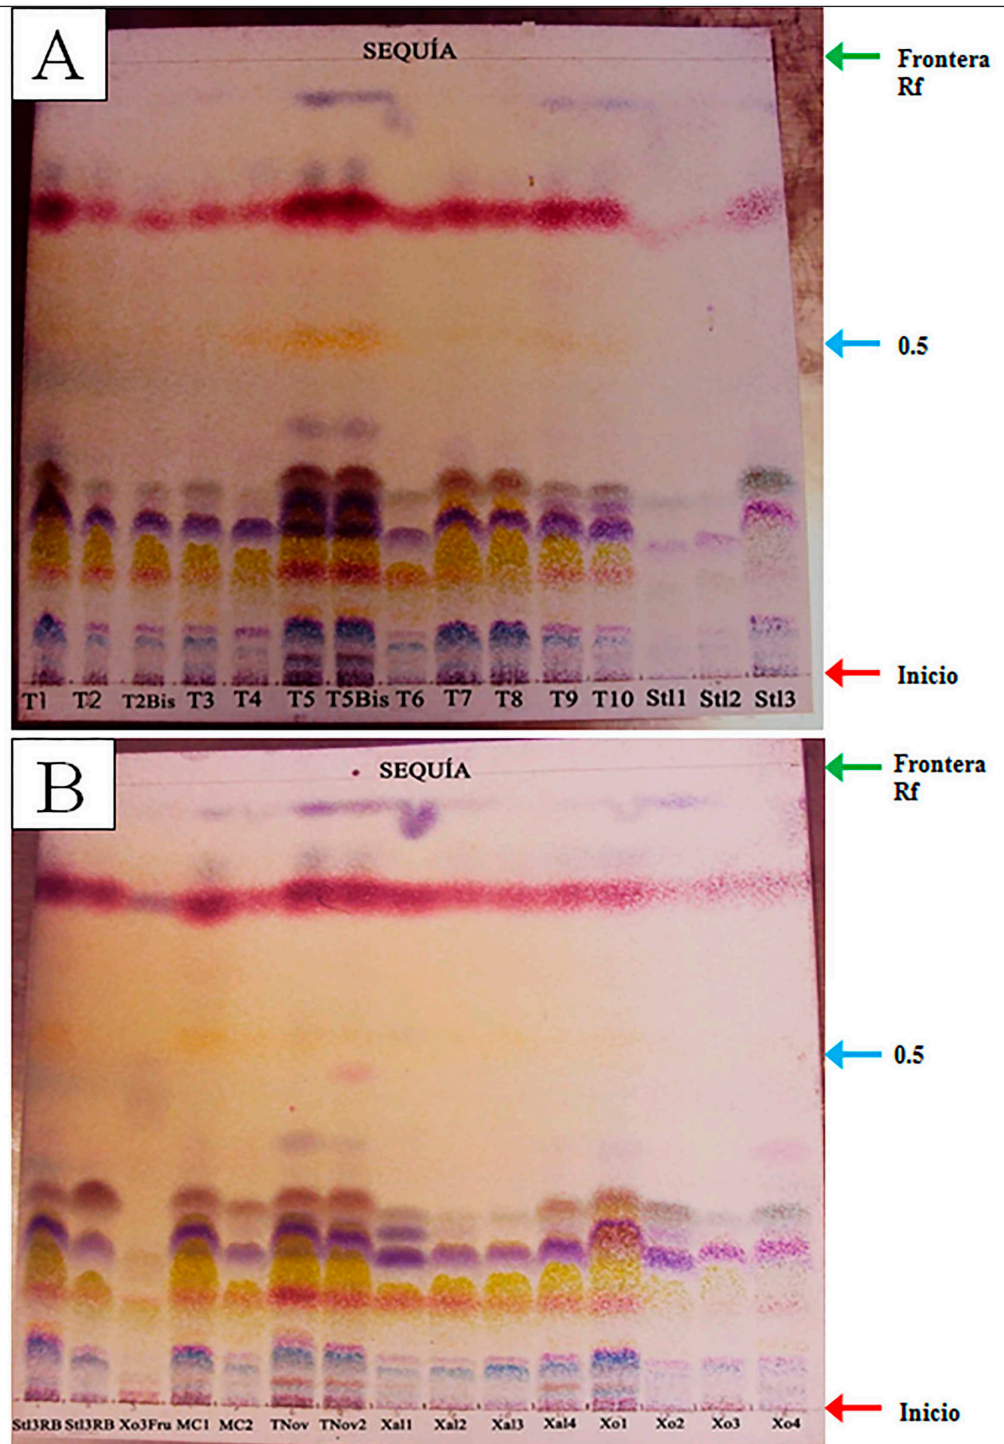 A
SEQUÍA
Frontera
Rf
0.5
Inicio
T1 T2 T2Bis T3 T4 T5 T5Bis T6 T7 T8 T9 T10 Stl1 Stl2 Stl3
B
SEQUÍA
Frontera
Rf
0.5
Inicio
Stl3RB Stl3RB Xo3Fru MC1 MC2 TNov TNov2 Xal1 Xal2 Xal3 Xal4 Xo1 Xo2 Xo3 Xo4